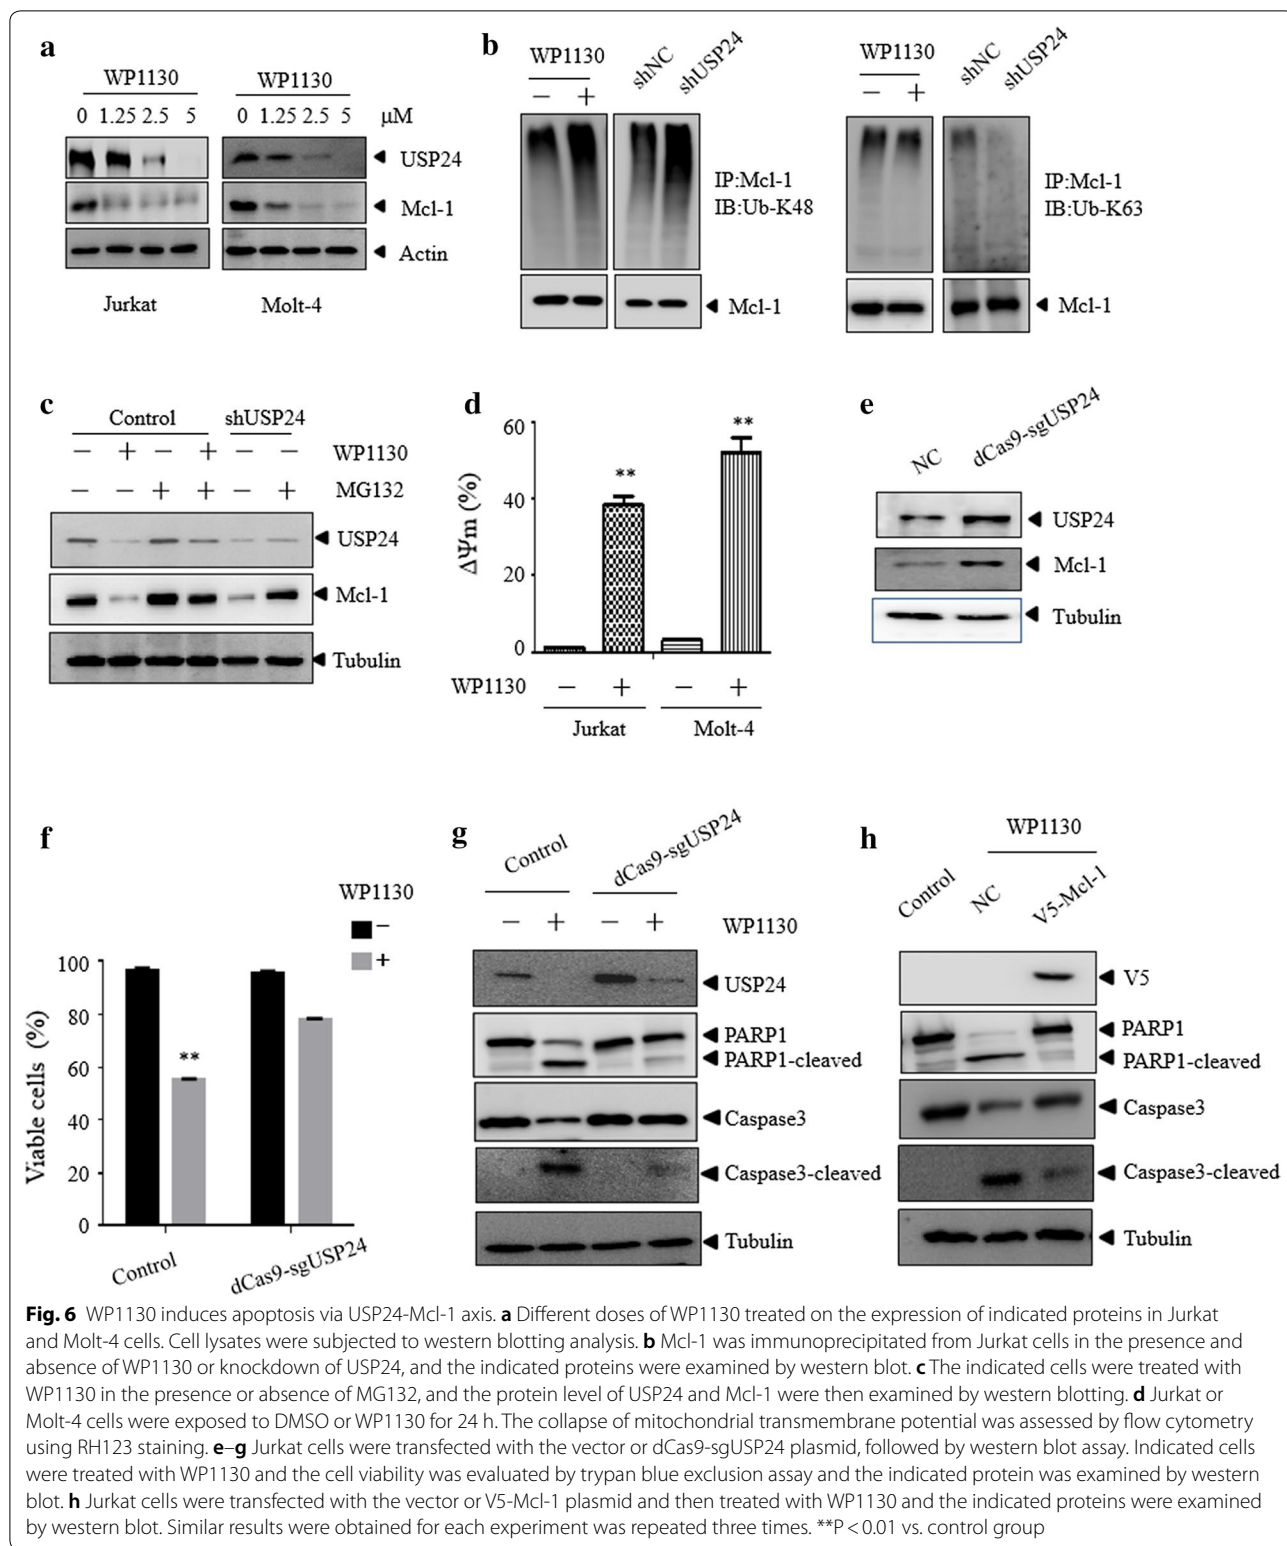 a
WP1130
WP1130
0 1.25 2.5 5
0 1.25 2.5 5 μM
USP24
Mcl-1
Actin
Jurkat
Molt-4
b
WP1130
shNC
shUSP24
− +
IP:Mcl-1
IB:Ub-K48
Mcl-1
WP1130
shNC
shUSP24
− +
IP:Mcl-1
IB:Ub-K63
Mcl-1
c
Control shUSP24
− + − + − − WP1130
− − + + − + MG132
USP24
Mcl-1
Tubulin
d
ΔΨm (%)
60
40
20
0
**
**
WP1130 − + − +
Jurkat Molt-4
e
NC
dCas9-sgUSP24
USP24
Mcl-1
Tubulin
f
WP1130
−
+
Viable cells (%)
100
80
60
40
20
0
**
Control
dCas9-sgUSP24
g
Control
dCas9-sgUSP24
− + − + WP1130
USP24
PARP1
PARP1-cleaved
Caspase3
Caspase3-cleaved
Tubulin
h
WP1130
Control
NC
V5-Mcl-1
V5
PARP1
PARP1-cleaved
Caspase3
Caspase3-cleaved
Tubulin
Fig. 6 WP1130 induces apoptosis via USP24-Mcl-1 axis. a Different doses of WP1130 treated on the expression of indicated proteins in Jurkat
and Molt-4 cells. Cell lysates were subjected to western blotting analysis. b Mcl-1 was immunoprecipitated from Jurkat cells in the presence and
absence of WP1130 or knockdown of USP24, and the indicated proteins were examined by western blot. c The indicated cells were treated with
WP1130 in the presence or absence of MG132, and the protein level of USP24 and Mcl-1 were then examined by western blotting. d Jurkat or
Molt-4 cells were exposed to DMSO or WP1130 for 24 h. The collapse of mitochondrial transmembrane potential was assessed by flow cytometry
using RH123 staining. e–g Jurkat cells were transfected with the vector or dCas9-sgUSP24 plasmid, followed by western blot assay. Indicated cells
were treated with WP1130 and the cell viability was evaluated by trypan blue exclusion assay and the indicated protein was examined by western
blot. h Jurkat cells were transfected with the vector or V5-Mcl-1 plasmid and then treated with WP1130 and the indicated proteins were examined
by western blot. Similar results were obtained for each experiment was repeated three times. **P < 0.01 vs. control group